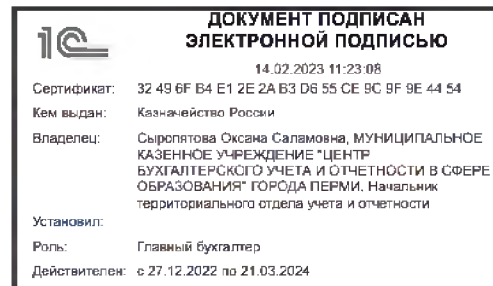 ДОКУМЕНТ ПОДПИСАН
ЭЛЕКТРОННОЙ ПОДПИСЬЮ
1С
14.02.2023 11:23:08
Сертификат: 32 49 6F B4 E1 2E 2A B3 D6 55 CE 9C 9F 9E 44 54
Кем выдан: Казначейство России
Владелец: Сыропятова Оксана Саламовна, МУНИЦИПАЛЬНОЕ
КАЗЕННОЕ УЧРЕЖДЕНИЕ "ЦЕНТР
БУХГАЛТЕРСКОГО УЧЕТА И ОТЧЕТНОСТИ В СФЕРЕ
ОБРАЗОВАНИЯ" ГОРОДА ПЕРМИ. Начальник
территориального отдела учета и отчетности
Установил:
Роль: Главный бухгалтер
Действителен: с 27.12.2022 по 21.03.2024